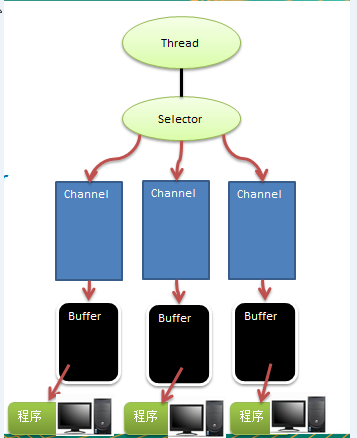 Thread
Selector
Channel Channel Channel
Buffer Buffer Buffer
程序 程序 程序